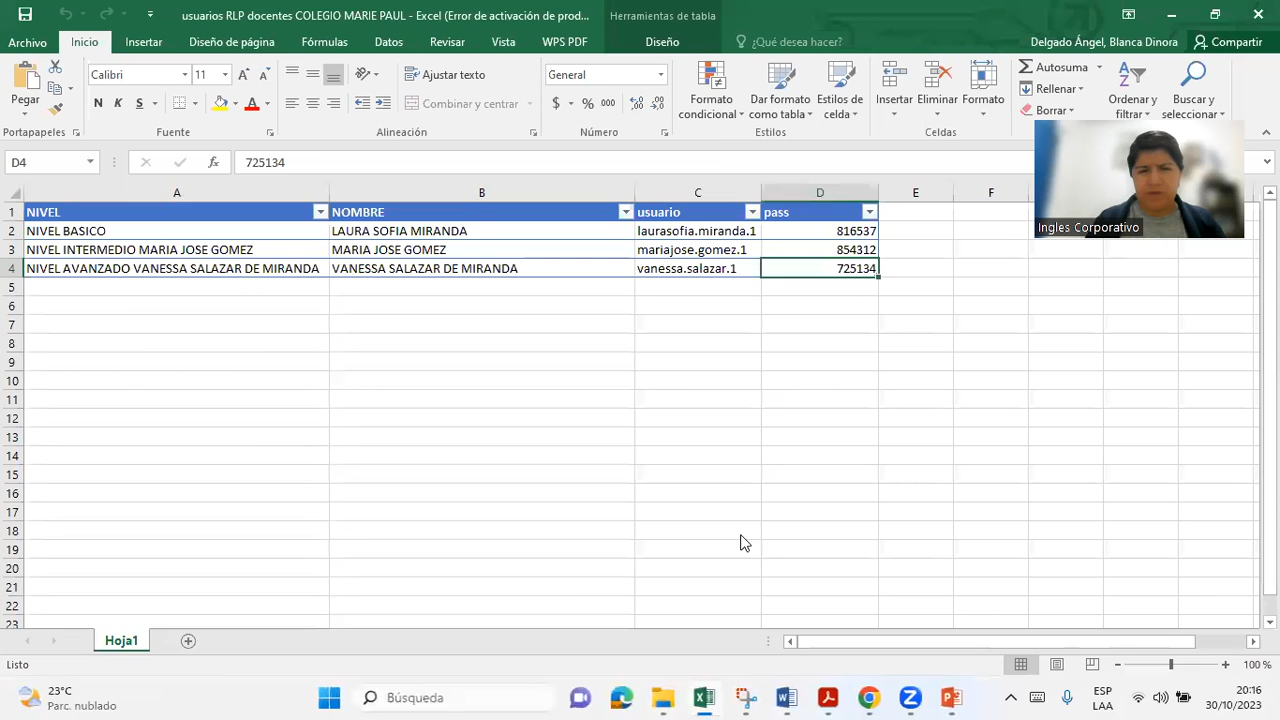 usuarios RLP docentes COLEGIO MARIE PAUL - Excel (Error de activación de prod...
Herramientas de tabla
Archivo Inicio Insertar Diseño de página Fórmulas Datos Revisar Vista WPS PDF Diseño ¿Qué desea hacer? Delgado Ángel, Blanca Dinora Compartir
Pegar
Portapapeles
Calibri 11
N K S
Fuente
Ajustar texto
Combinar y centrar
Alineación
General
$ % 000
Número
Formato condicional
Dar formato como tabla
Estilos de celda
Estilos
Insertar
Eliminar
Formato
Celdas
Autosuma
Rellenar
Borrar
Ordenar y filtrar
Buscar y seleccionar
D4 fx 725134
Ingles Corporativo
A B C D E F
1 NIVEL NOMBRE usuario pass
2 NIVEL BASICO LAURA SOFIA MIRANDA laurasofia.miranda.1 816537
3 NIVEL INTERMEDIO MARIA JOSE GOMEZ MARIA JOSE GOMEZ mariajose.gomez.1 854312
4 NIVEL AVANZADO VANESSA SALAZAR DE MIRANDA VANESSA SALAZAR DE MIRANDA vanessa.salazar.1 725134
5
6
7
8
9
10
11
12
13
14
15
16
17
18
19
20
21
22
23
Hoja1
Listo 100 %
23°C
Parc. nublado
Búsqueda
ESP
LAA
20:16
30/10/2023